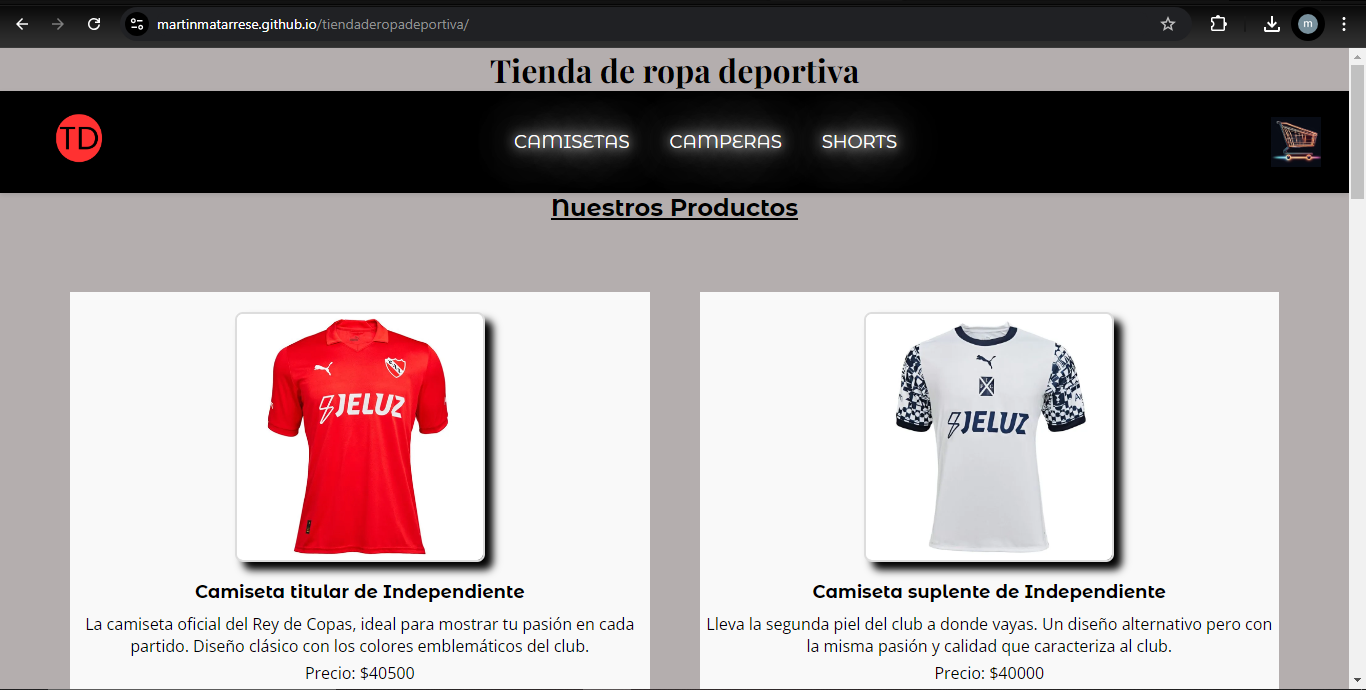 martinmatarrese.github.io/tiendaderopadeportiva/
m
Tienda de ropa deportiva
TD
CAMISETAS CAMPERAS SHORTS
Nuestros Productos
JELUZ
JELUZ
Camiseta titular de Independiente
La camiseta oficial del Rey de Copas, ideal para mostrar tu pasión en cada
partido. Diseño clásico con los colores emblemáticos del club.
Precio: $40500
Camiseta suplente de Independiente
Lleva la segunda piel del club a donde vayas. Un diseño alternativo pero con
la misma pasión y calidad que caracteriza al club.
Precio: $40000